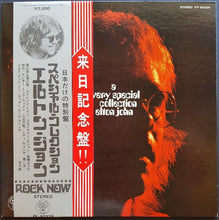 ¥2,000
STEREO
日本だけの特別盤
スペシャル・コレクション
エルトン・ジョン
ROCK NOW
来日記念盤!!
a
very special
collection
elton john